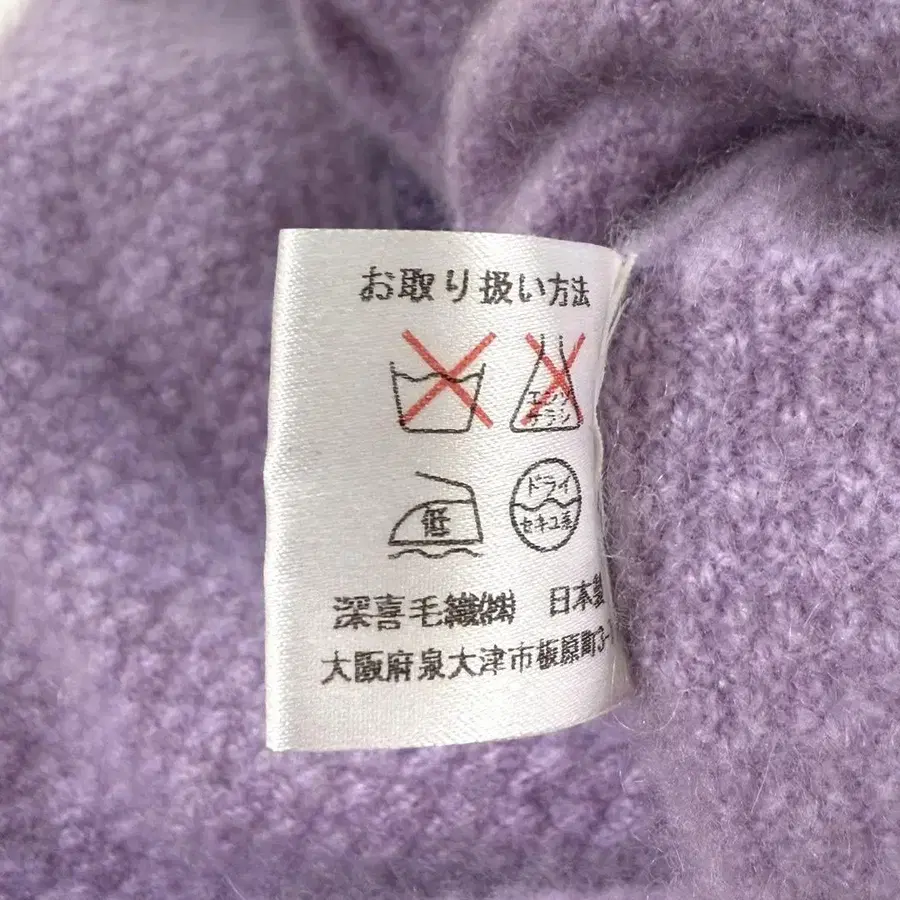 お取り扱い方法
エンソ
サラシ
低
ドライ
セキユ系
深喜毛織㈱ 日本製
大阪府泉大津市板原町3-